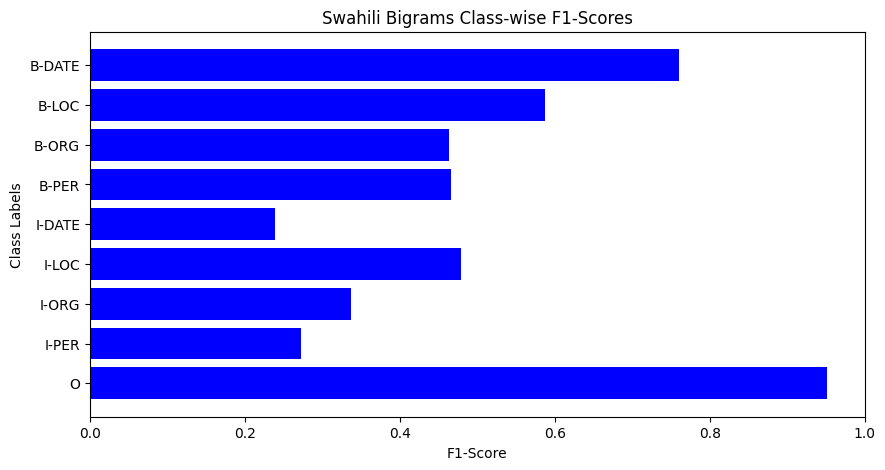 Swahili Bigrams Class-wise F1-Scores
B-DATE
B-LOC
B-ORG
B-PER
I-DATE
I-LOC
I-ORG
I-PER
O
Class Labels
0.0 0.2 0.4 0.6 0.8 1.0
F1-Score